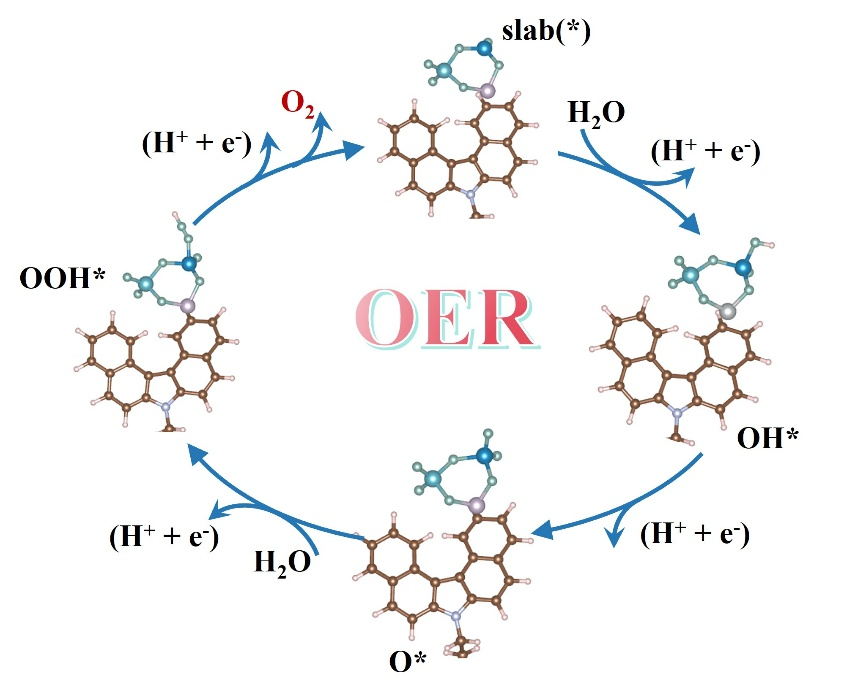 slab(*)
H₂O
(H⁺ + e⁻)
OH*
(H⁺ + e⁻)
O*
H₂O
(H⁺ + e⁻)
OOH*
(H⁺ + e⁻)
O₂
OER